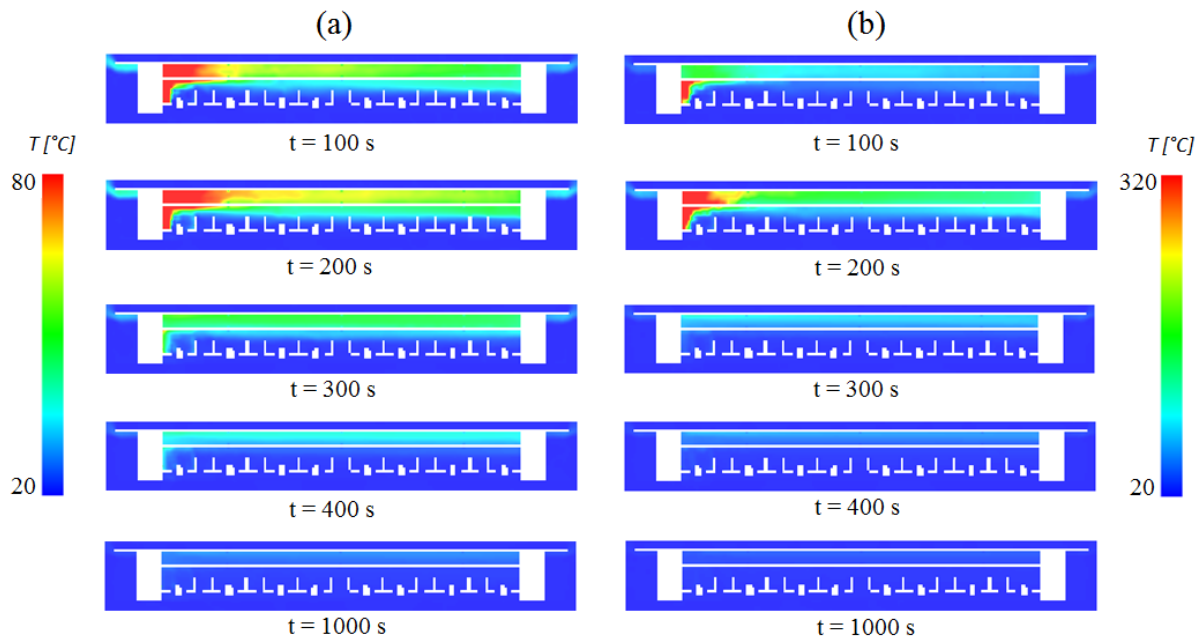 (a) (b)
t = 100 s t = 100 s
T [°C] T [°C]
80 320
t = 200 s t = 200 s
t = 300 s t = 300 s
20 20
t = 400 s t = 400 s
t = 1000 s t = 1000 s